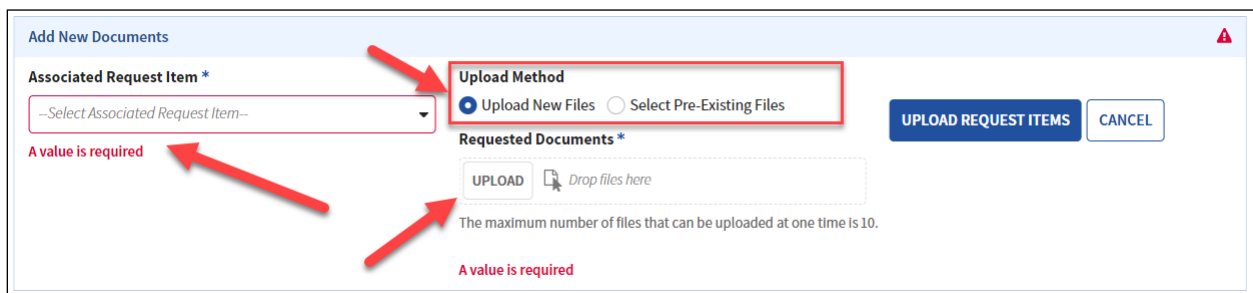 Add New Documents
Associated Request Item *
--Select Associated Request Item--
A value is required
Upload Method
Upload New Files Select Pre-Existing Files
Requested Documents *
UPLOAD Drop files here
The maximum number of files that can be uploaded at one time is 10.
A value is required
UPLOAD REQUEST ITEMS CANCEL